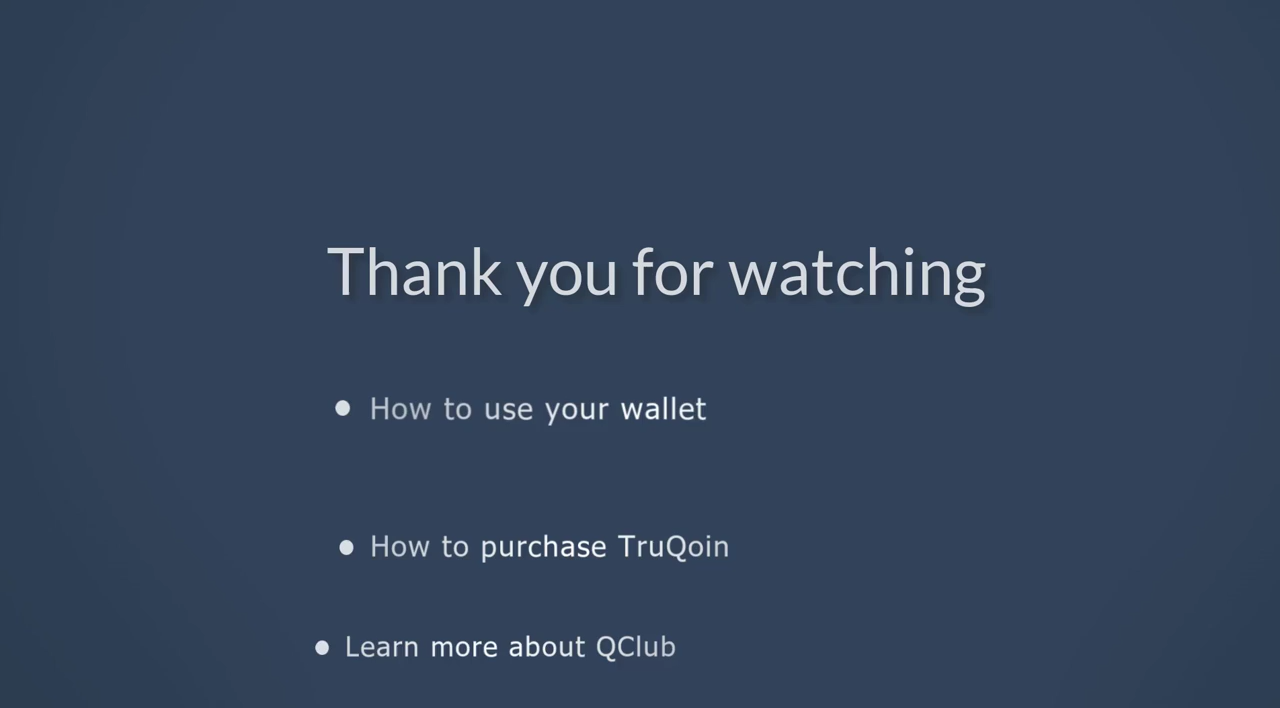 Thank you for watching
• How to use your wallet
• How to purchase TruQoin
• Learn more about QClub